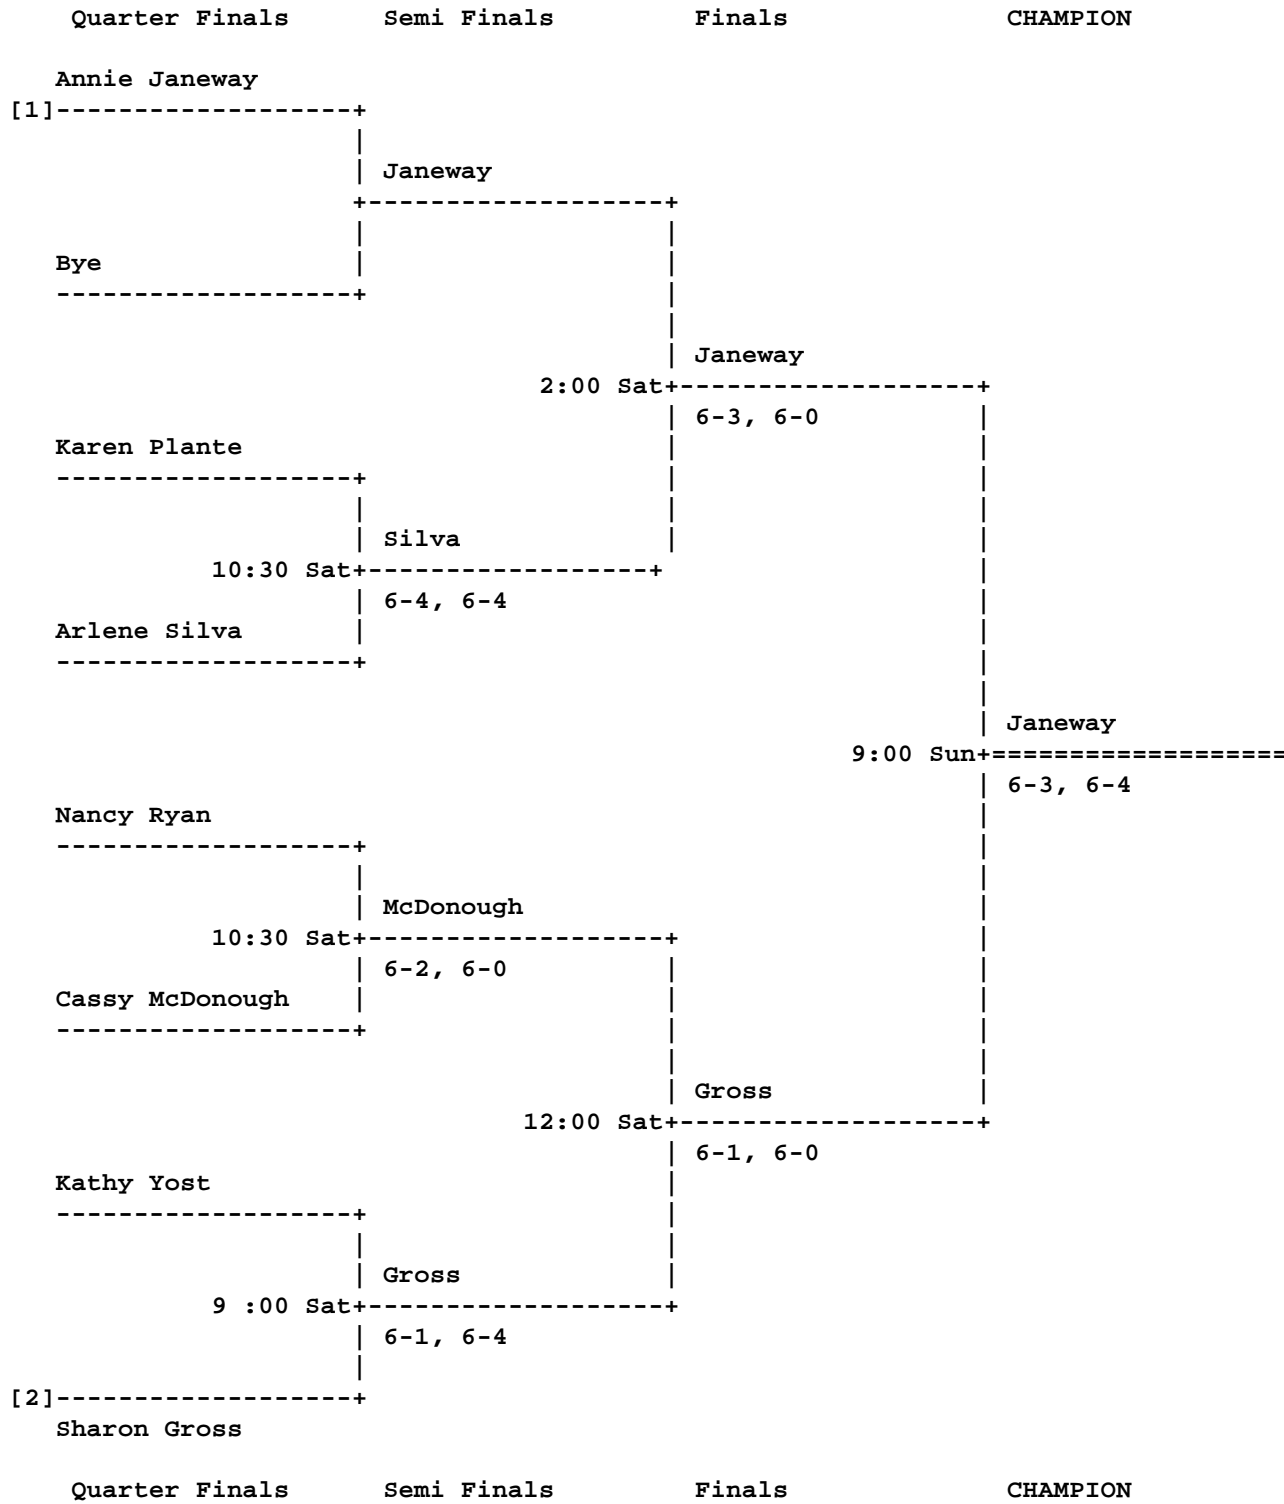 Quarter Finals Semi Finals Finals CHAMPION
Annie Janeway
[1]-------------------+
|
| Janeway
+-------------------+
| |
Bye | |
-------------------+ |
|
| Janeway
2:00 Sat+-------------------+
| 6-3, 6-0 |
Karen Plante | |
-------------------+ | |
| | |
| Silva | |
10:30 Sat+------------------+ |
| 6-4, 6-4 |
Arlene Silva | |
-------------------+ |
|
| Janeway
9:00 Sun+===================
| 6-3, 6-4
Nancy Ryan |
-------------------+ |
| |
| McDonough |
10:30 Sat+-------------------+ |
| 6-2, 6-0 | |
Cassy McDonough | | |
-------------------+ | |
| |
| Gross |
12:00 Sat+-------------------+
| 6-1, 6-0
Kathy Yost |
-------------------+ |
| |
| Gross |
9 :00 Sat+-------------------+
| 6-1, 6-4
|
[2]-------------------+
Sharon Gross
Quarter Finals Semi Finals Finals CHAMPION